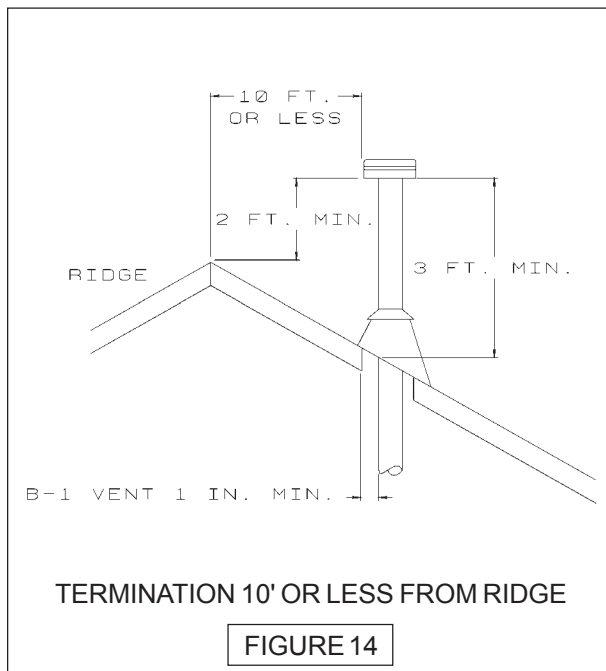 10 FT.
OR LESS
2 FT. MIN.
RIDGE
3 FT. MIN.
B-1 VENT 1 IN. MIN.
TERMINATION 10' OR LESS FROM RIDGE
FIGURE 14